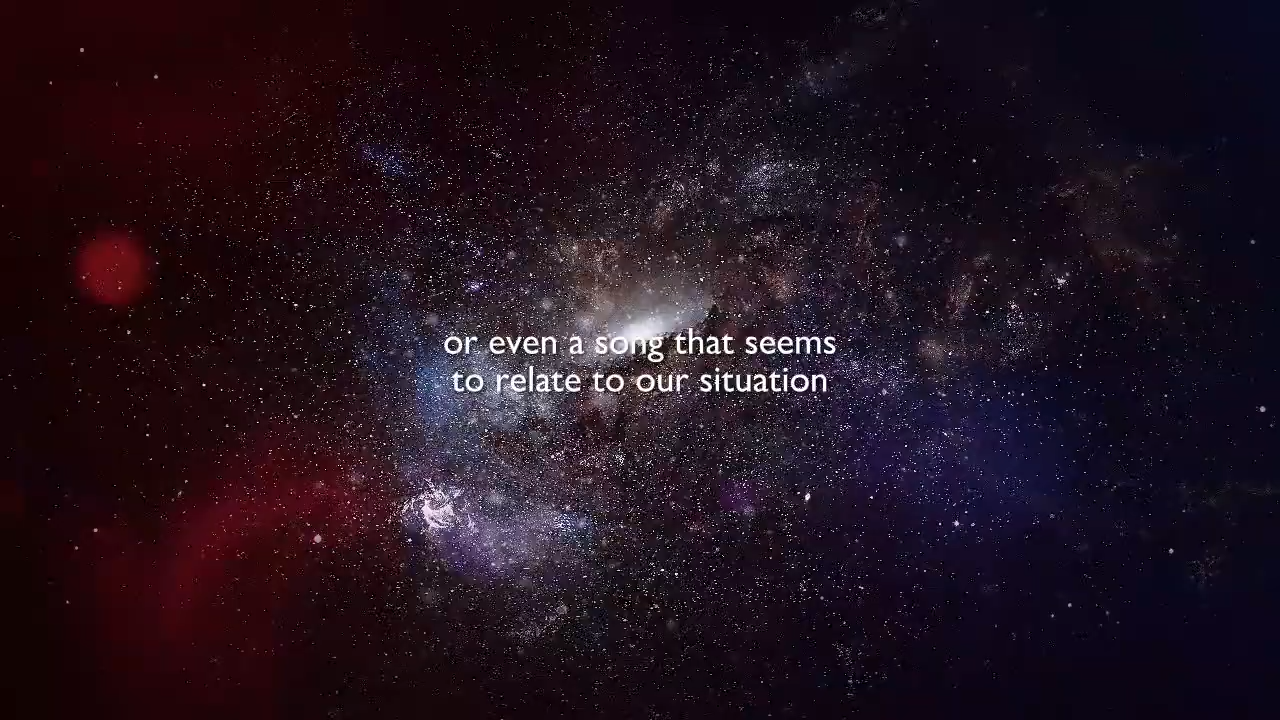 or even a song that seems
to relate to our situation